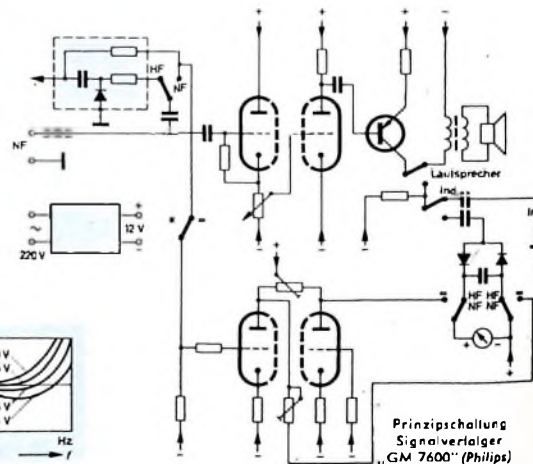 HF
NF
NF
~
220 V
+
12 V
−
Lautsprecher
Ind.
HF
NF
HF
NF
+
−
V
V
V
V
Hz
f
Prinzipschaltung
Signalverfolger
„GM 7600" (Philips)